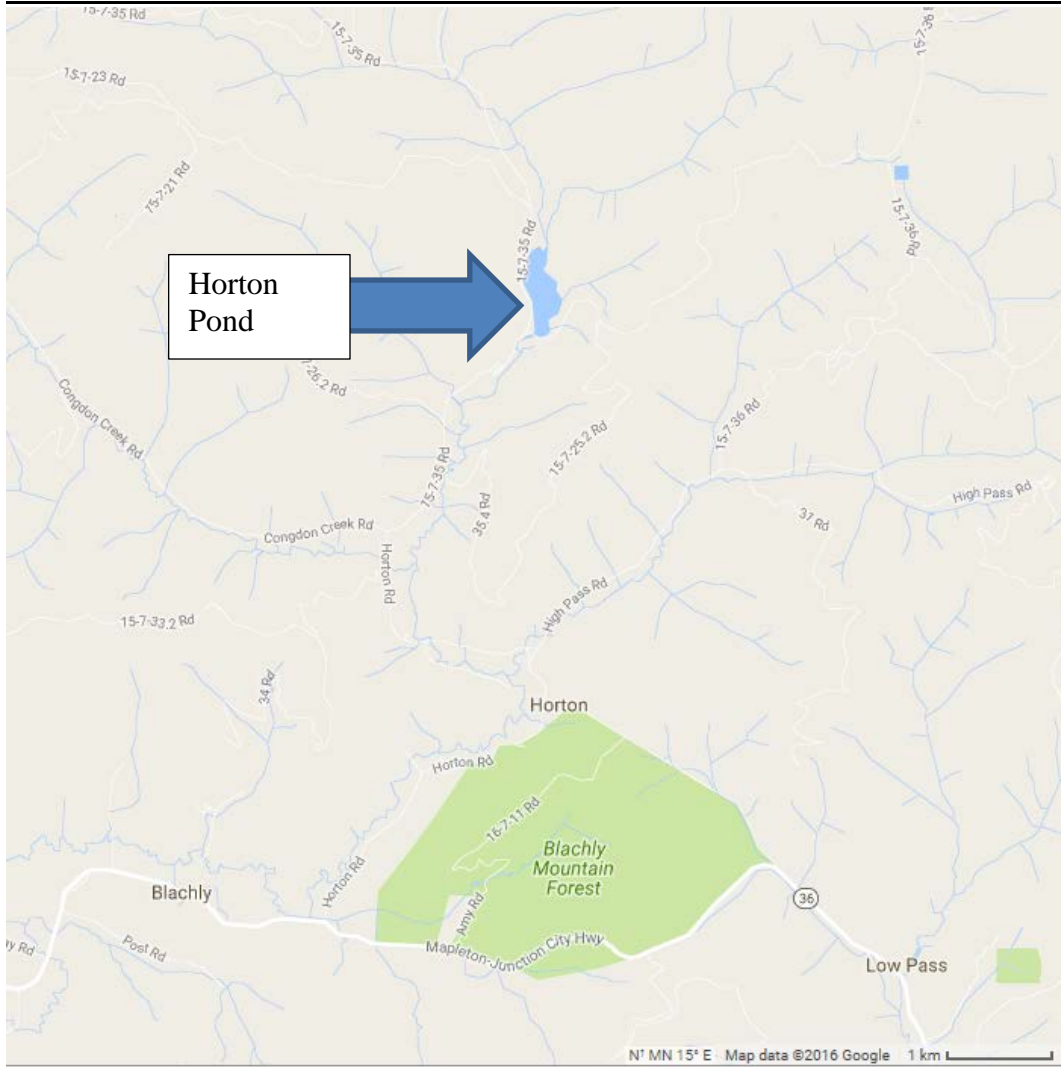 15-7-35 Rd
15-7-35 Rd
15-7-36
15-7-23 Rd
15-7-21 Rd
15-7-36 Rd
15-7-35 Rd
Horton
Pond
7-26.2 Rd
Congdon Creek Rd
15-7-36 Rd
15-7-25.2 Rd
15-7-35 Rd
35.4 Rd
High Pass Rd
37 Rd
Congdon Creek Rd
Horton Rd
High Pass Rd
15-7-33.2 Rd
34 Rd
Horton
Horton Rd
16-7-11 Rd
Blachly
Mountain
Forest
Horton Rd
Blachly
36
Amy Rd
Post Rd
Mapleton-Junction City Hwy
ay Rd
Low Pass
N† MN 15° E Map data ©2016 Google 1 km